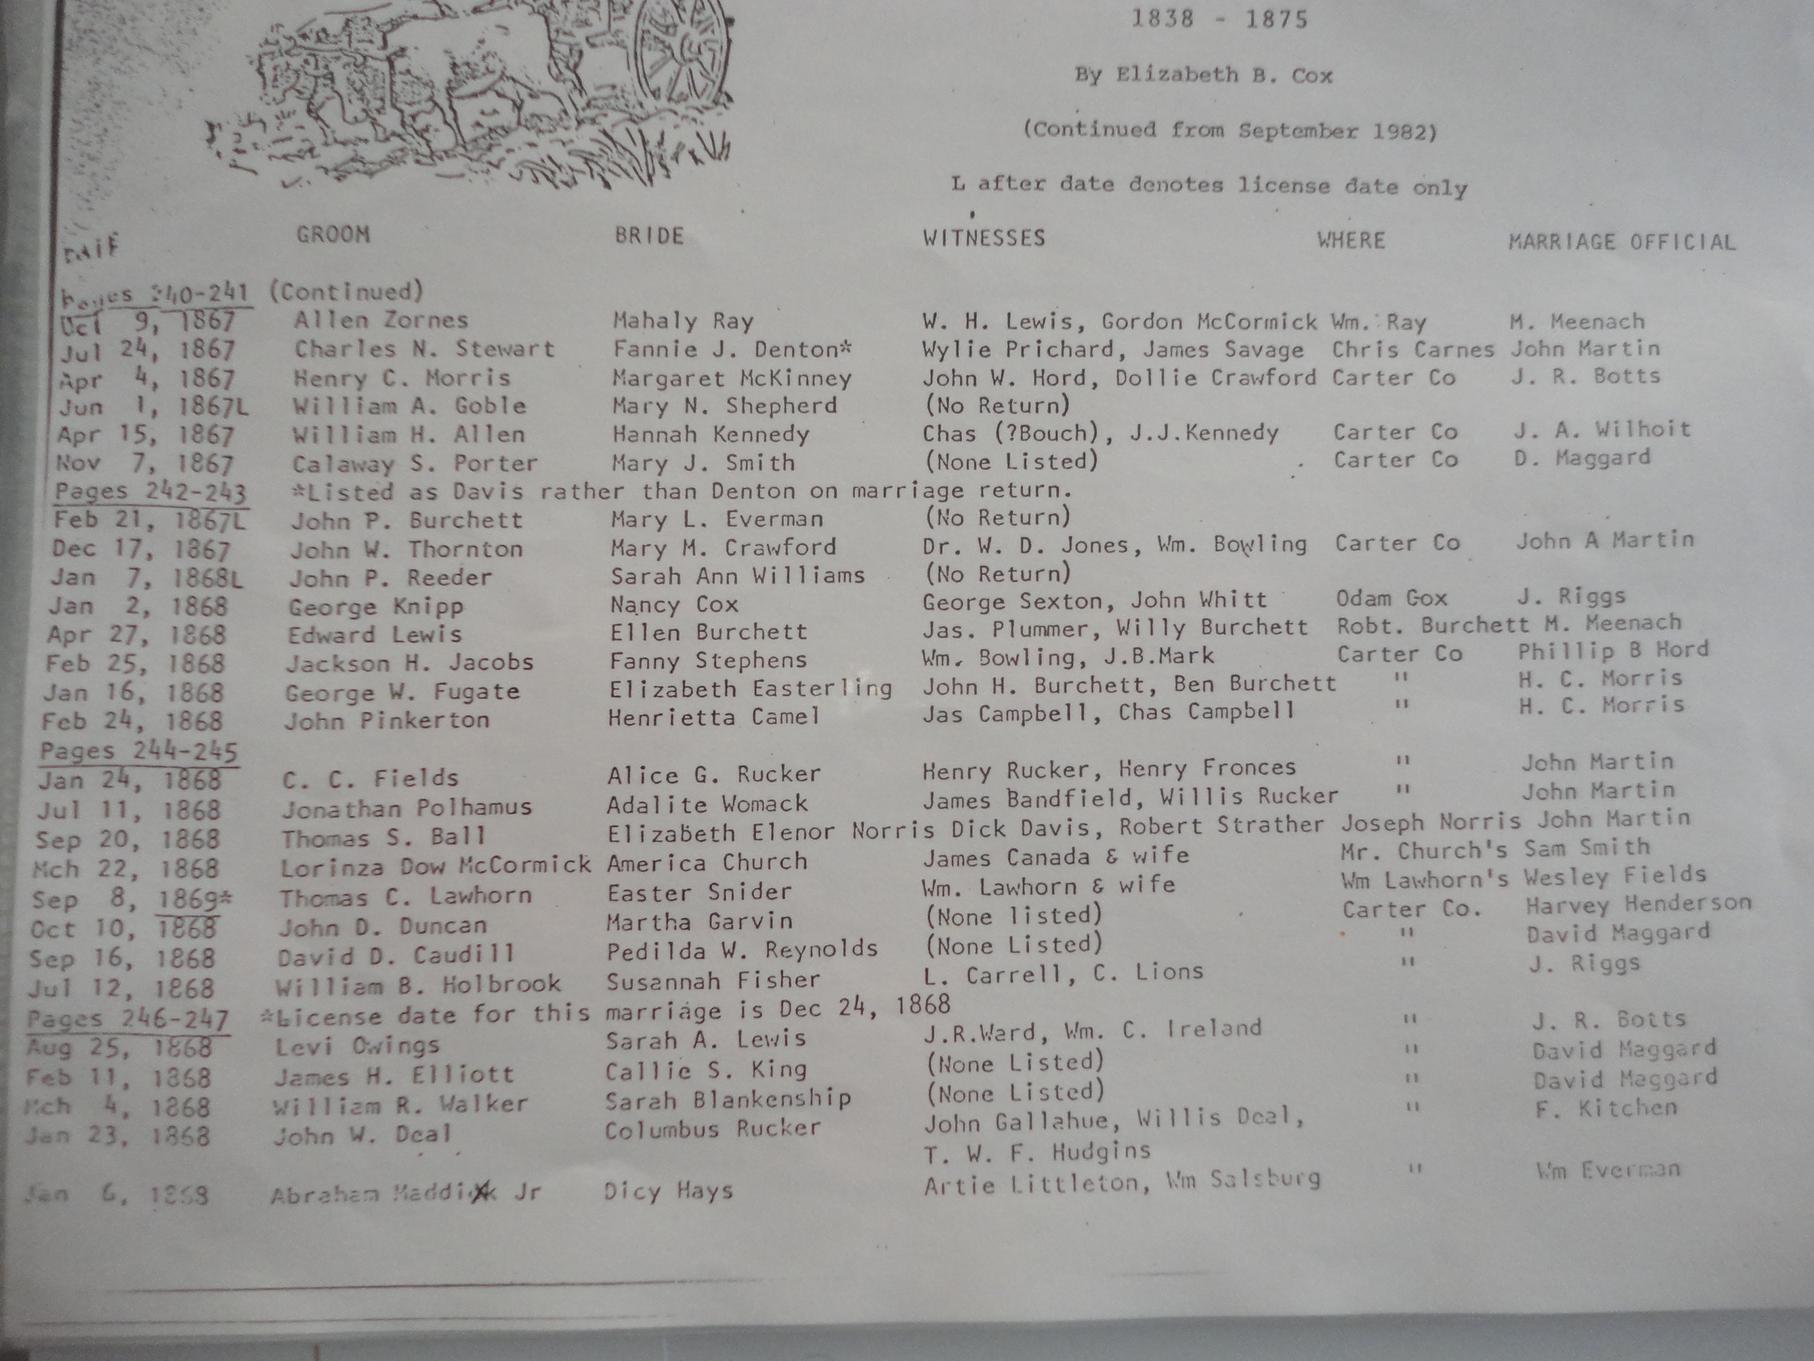 1838 - 1875
By Elizabeth B. Cox
(Continued from September 1982)
L after date denotes license date only
GROOM BRIDE WITNESSES WHERE MARRIAGE OFFICIAL
Pages 240-241 (Continued)
Oct 9, 1867 Allen Zornes Mahaly Ray W. H. Lewis, Gordon McCormick Wm. Ray M. Meenach
Jul 24, 1867 Charles N. Stewart Fannie J. Denton* Wylie Prichard, James Savage Chris Carnes John Martin
Apr 4, 1867 Henry C. Morris Margaret McKinney John W. Hord, Dollie Crawford Carter Co J. R. Botts
Jun 1, 1867L William A. Goble Mary N. Shepherd (No Return)
Apr 15, 1867 William H. Allen Hannah Kennedy Chas (?Bouch), J.J.Kennedy Carter Co J. A. Wilhoit
Nov 7, 1867 Calaway S. Porter Mary J. Smith (None Listed) Carter Co D. Maggard
Pages 242-243 *Listed as Davis rather than Denton on marriage return.
Feb 21, 1867L John P. Burchett Mary L. Everman (No Return)
Dec 17, 1867 John W. Thornton Mary M. Crawford Dr. W. D. Jones, Wm. Bowling Carter Co John A Martin
Jan 7, 1868L John P. Reeder Sarah Ann Williams (No Return)
Jan 2, 1868 George Knipp Nancy Cox George Sexton, John Whitt Odam Cox J. Riggs
Apr 27, 1868 Edward Lewis Ellen Burchett Jas. Plummer, Willy Burchett Robt. Burchett M. Meenach
Feb 25, 1868 Jackson H. Jacobs Fanny Stephens Wm. Bowling, J.B.Mark Carter Co Phillip B Hord
Jan 16, 1868 George W. Fugate Elizabeth Easterling John H. Burchett, Ben Burchett " H. C. Morris
Feb 24, 1868 John Pinkerton Henrietta Camel Jas Campbell, Chas Campbell " H. C. Morris
Pages 244-245
Jan 24, 1868 C. C. Fields Alice G. Rucker Henry Rucker, Henry Fronces " John Martin
Jul 11, 1868 Jonathan Polhamus Adalite Womack James Bandfield, Willis Rucker " John Martin
Sep 20, 1868 Thomas S. Ball Elizabeth Elenor Norris Dick Davis, Robert Strather Joseph Norris John Martin
Mch 22, 1868 Lorinza Dow McCormick America Church James Canada & wife Mr. Church's Sam Smith
Sep 8, 1869* Thomas C. Lawhorn Easter Snider Wm. Lawhorn & wife Wm Lawhorn's Wesley Fields
Oct 10, 1868 John D. Duncan Martha Garvin (None listed) Carter Co. Harvey Henderson
Sep 16, 1868 David D. Caudill Pedilda W. Reynolds (None Listed) " David Maggard
Jul 12, 1868 William B. Holbrook Susannah Fisher L. Carrell, C. Lions " J. Riggs
Pages 246-247 *License date for this marriage is Dec 24, 1868
Aug 25, 1868 Levi Owings Sarah A. Lewis J.R.Ward, Wm. C. Ireland " J. R. Botts
Feb 11, 1868 James H. Elliott Callie S. King (None Listed) " David Maggard
Mch 4, 1868 William R. Walker Sarah Blankenship (None Listed) " David Maggard
Jan 23, 1868 John W. Deal Columbus Rucker John Gallahue, Willis Deal, " F. Kitchen
T. W. F. Hudgins
Jan 6, 1868 Abraham Jr Dicy Hays Artie Littleton, Wm Salsburg " Wm Everman